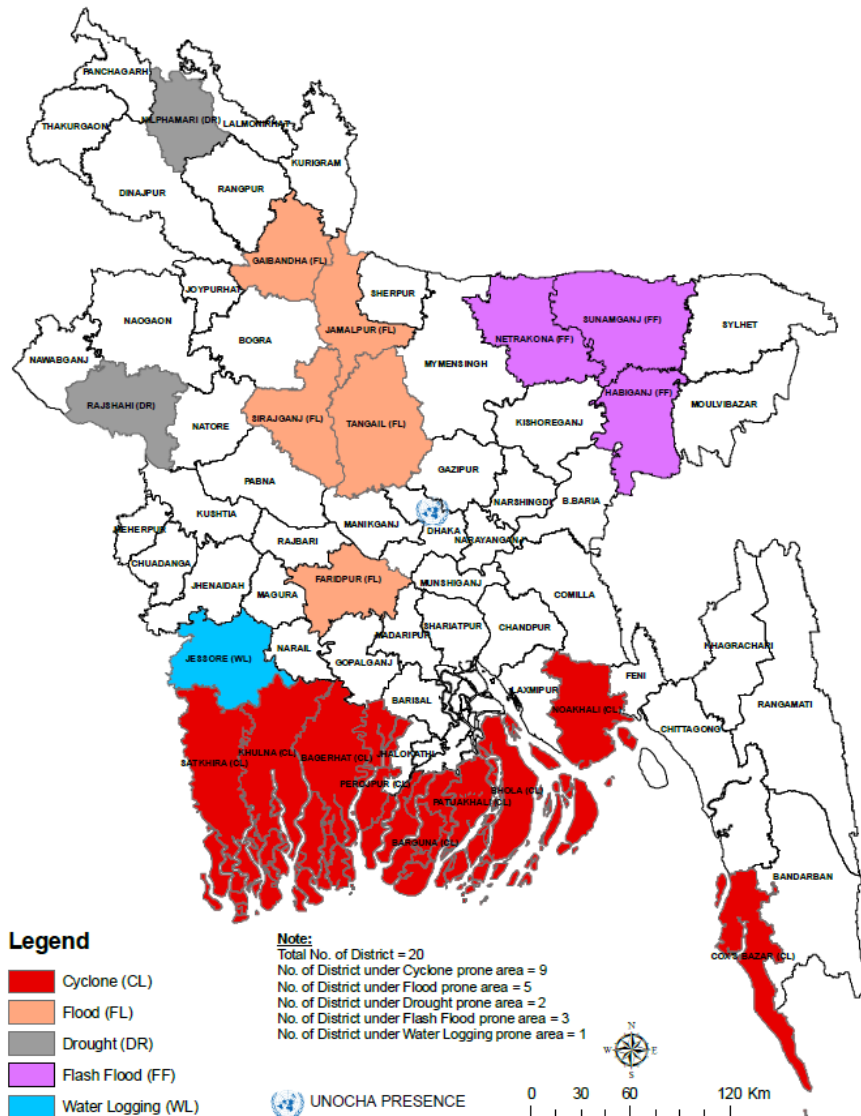 PANCHAGARH
NILPHAMARI (DR)
LALMONIRHAT
THAKURGAON
KURIGRAM
DINAJPUR
RANGPUR
GAIBANDHA (FL)
JOYPURHAT
SHERPUR
NAOGAON
JAMALPUR (FL)
SUNAMGANJ (FF)
SYLHET
BOGRA
NETRAKONA (FF)
NAWABGANJ
MYMENSINGH
HABIGANJ (FF)
RAJSHAHI (DR)
MOULVIBAZAR
SIRAJGANJ (FL)
TANGAIL (FL)
KISHOREGANJ
NATORE
GAZIPUR
PABNA
NARSHINGDI
B.BARIA
KUSHTIA
MANIKGANJ
DHAKA
MEHERPUR
RAJBARI
NARAYANGANJ
CHUADANGA
JHENAIDAH
FARIDPUR (FL)
MUNSHIGANJ
MAGURA
COMILLA
SHARIATPUR
CHANDPUR
MADARIPUR
KHAGRACHARI
NARAIL
JESSORE (WL)
GOPALGANJ
FENI
LAXMIPUR
RANGAMATI
BARISAL
NOAKHALI (CL)
CHITTAGONG
KHULNA (CL)
JHALOKATHI
SATKHIRA (CL)
BAGERHAT (CL)
PEROJPUR (CL)
BHOLA (CL)
PATUAKHALI (CL)
BARGUNA (CL)
BANDARBAN
COX'S BAZAR (CL)
Legend
Cyclone (CL)
Flood (FL)
Drought (DR)
Flash Flood (FF)
Water Logging (WL)
Note:
Total No. of District = 20
No. of District under Cyclone prone area = 9
No. of District under Flood prone area = 5
No. of District under Drought prone area = 2
No. of District under Flash Flood prone area = 3
No. of District under Water Logging prone area = 1
UNOCHA PRESENCE
N
W E
S
0 30 60 120 Km